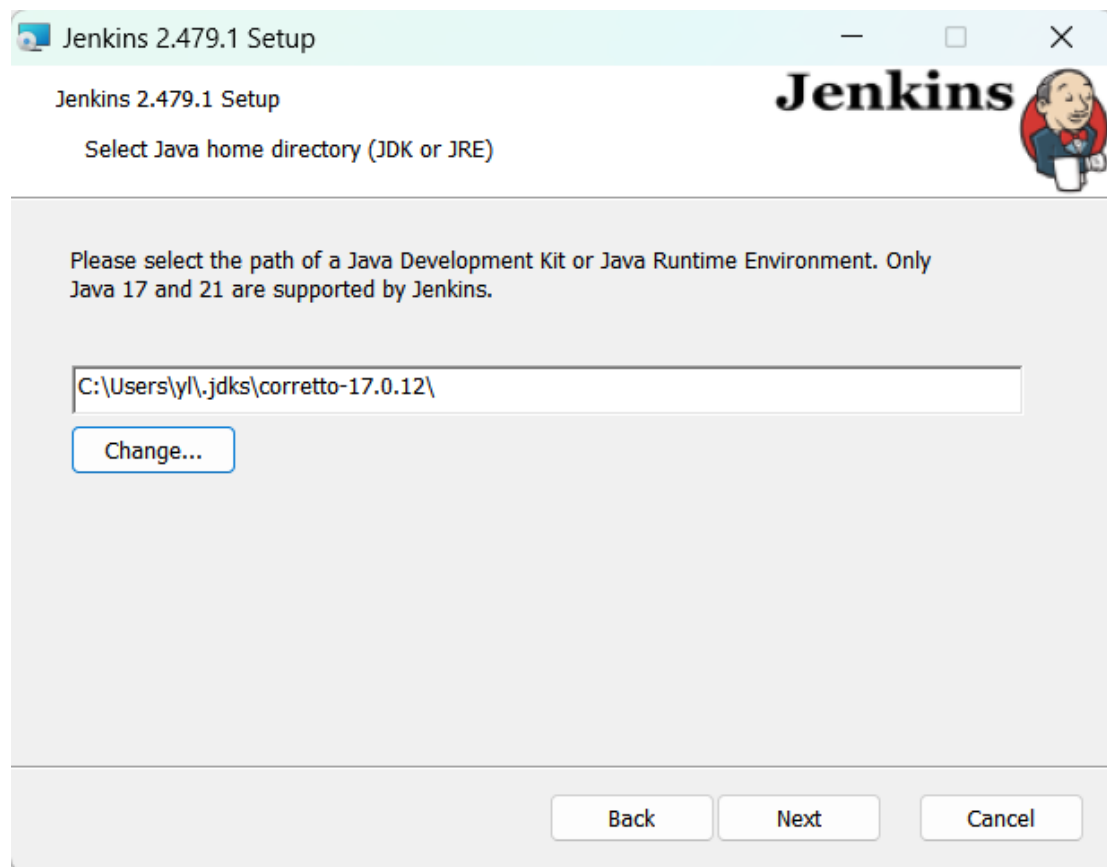 Jenkins 2.479.1 Setup
Jenkins 2.479.1 Setup
Jenkins
Select Java home directory (JDK or JRE)
Please select the path of a Java Development Kit or Java Runtime Environment. Only
Java 17 and 21 are supported by Jenkins.
C:\Users\yl\.jdks\corretto-17.0.12\
Change...
Back
Next
Cancel